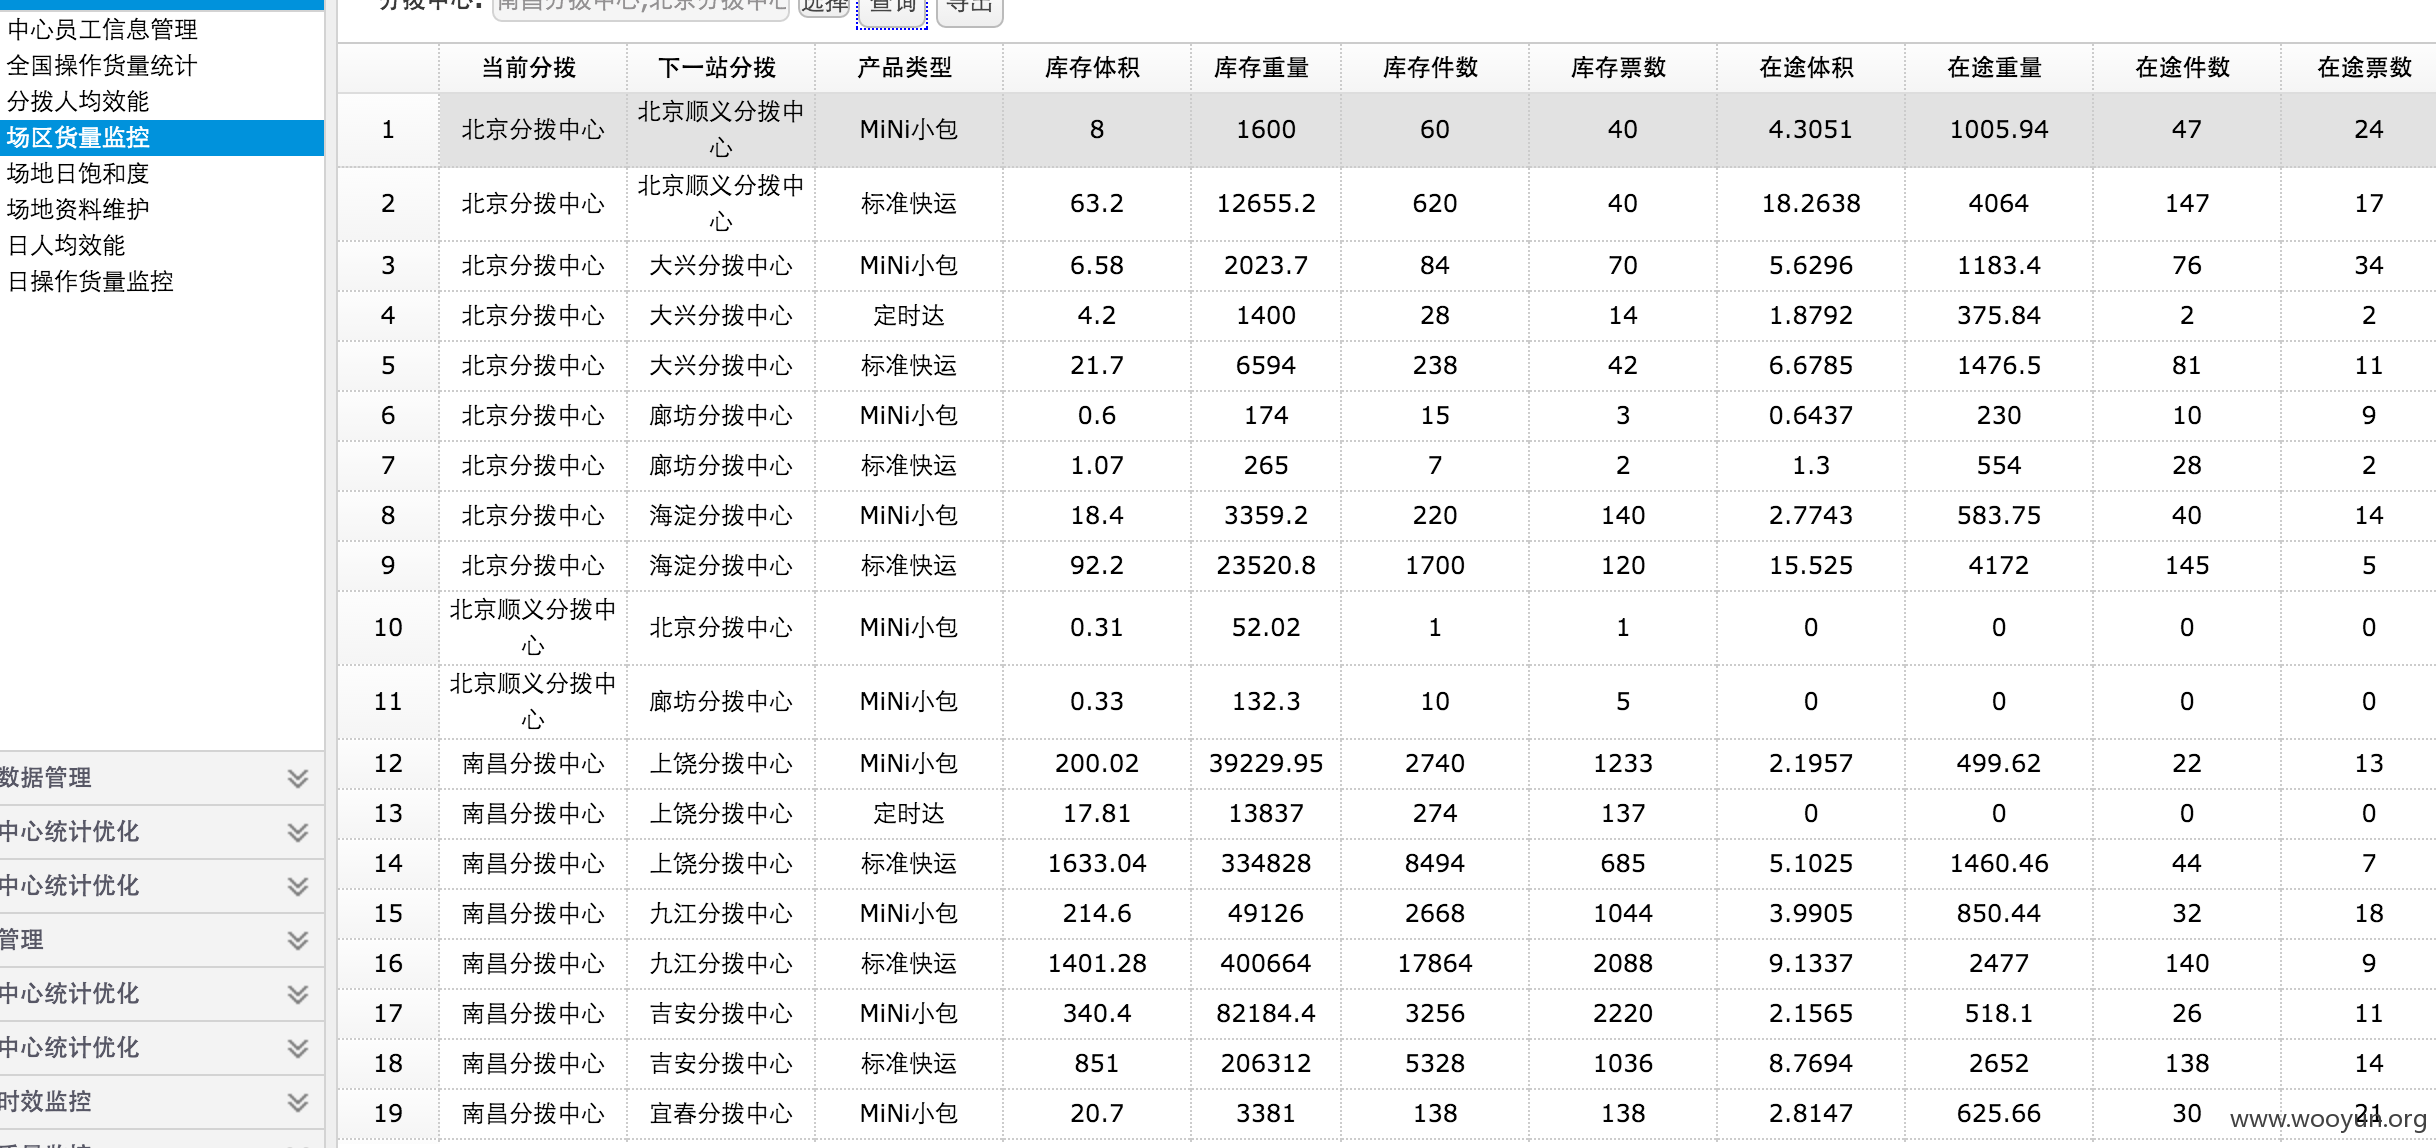 分拨中心: 南昌分拨中心,北京分拨中心 选择 查询 导出
中心员工信息管理
全国操作货量统计
分拨人均效能
场区货量监控
场地日饱和度
场地资料维护
日人均效能
日操作货量监控
数据管理
中心统计优化
中心统计优化
管理
中心统计优化
中心统计优化
时效监控
当前分拨 下一站分拨 产品类型 库存体积 库存重量 库存件数 库存票数 在途体积 在途重量 在途件数 在途票数
1 北京分拨中心 北京顺义分拨中心 MiNi小包 8 1600 60 40 4.3051 1005.94 47 24
2 北京分拨中心 北京顺义分拨中心 标准快运 63.2 12655.2 620 40 18.2638 4064 147 17
3 北京分拨中心 大兴分拨中心 MiNi小包 6.58 2023.7 84 70 5.6296 1183.4 76 34
4 北京分拨中心 大兴分拨中心 定时达 4.2 1400 28 14 1.8792 375.84 2 2
5 北京分拨中心 大兴分拨中心 标准快运 21.7 6594 238 42 6.6785 1476.5 81 11
6 北京分拨中心 廊坊分拨中心 MiNi小包 0.6 174 15 3 0.6437 230 10 9
7 北京分拨中心 廊坊分拨中心 标准快运 1.07 265 7 2 1.3 554 28 2
8 北京分拨中心 海淀分拨中心 MiNi小包 18.4 3359.2 220 140 2.7743 583.75 40 14
9 北京分拨中心 海淀分拨中心 标准快运 92.2 23520.8 1700 120 15.525 4172 145 5
10 北京顺义分拨中心 北京分拨中心 MiNi小包 0.31 52.02 1 1 0 0 0 0
11 北京顺义分拨中心 廊坊分拨中心 MiNi小包 0.33 132.3 10 5 0 0 0 0
12 南昌分拨中心 上饶分拨中心 MiNi小包 200.02 39229.95 2740 1233 2.1957 499.62 22 13
13 南昌分拨中心 上饶分拨中心 定时达 17.81 13837 274 137 0 0 0 0
14 南昌分拨中心 上饶分拨中心 标准快运 1633.04 334828 8494 685 5.1025 1460.46 44 7
15 南昌分拨中心 九江分拨中心 MiNi小包 214.6 49126 2668 1044 3.9905 850.44 32 18
16 南昌分拨中心 九江分拨中心 标准快运 1401.28 400664 17864 2088 9.1337 2477 140 9
17 南昌分拨中心 吉安分拨中心 MiNi小包 340.4 82184.4 3256 2220 2.1565 518.1 26 11
18 南昌分拨中心 吉安分拨中心 标准快运 851 206312 5328 1036 8.7694 2652 138 14
19 南昌分拨中心 宜春分拨中心 MiNi小包 20.7 3381 138 138 2.8147 625.66 30 21
www.wooyun.org